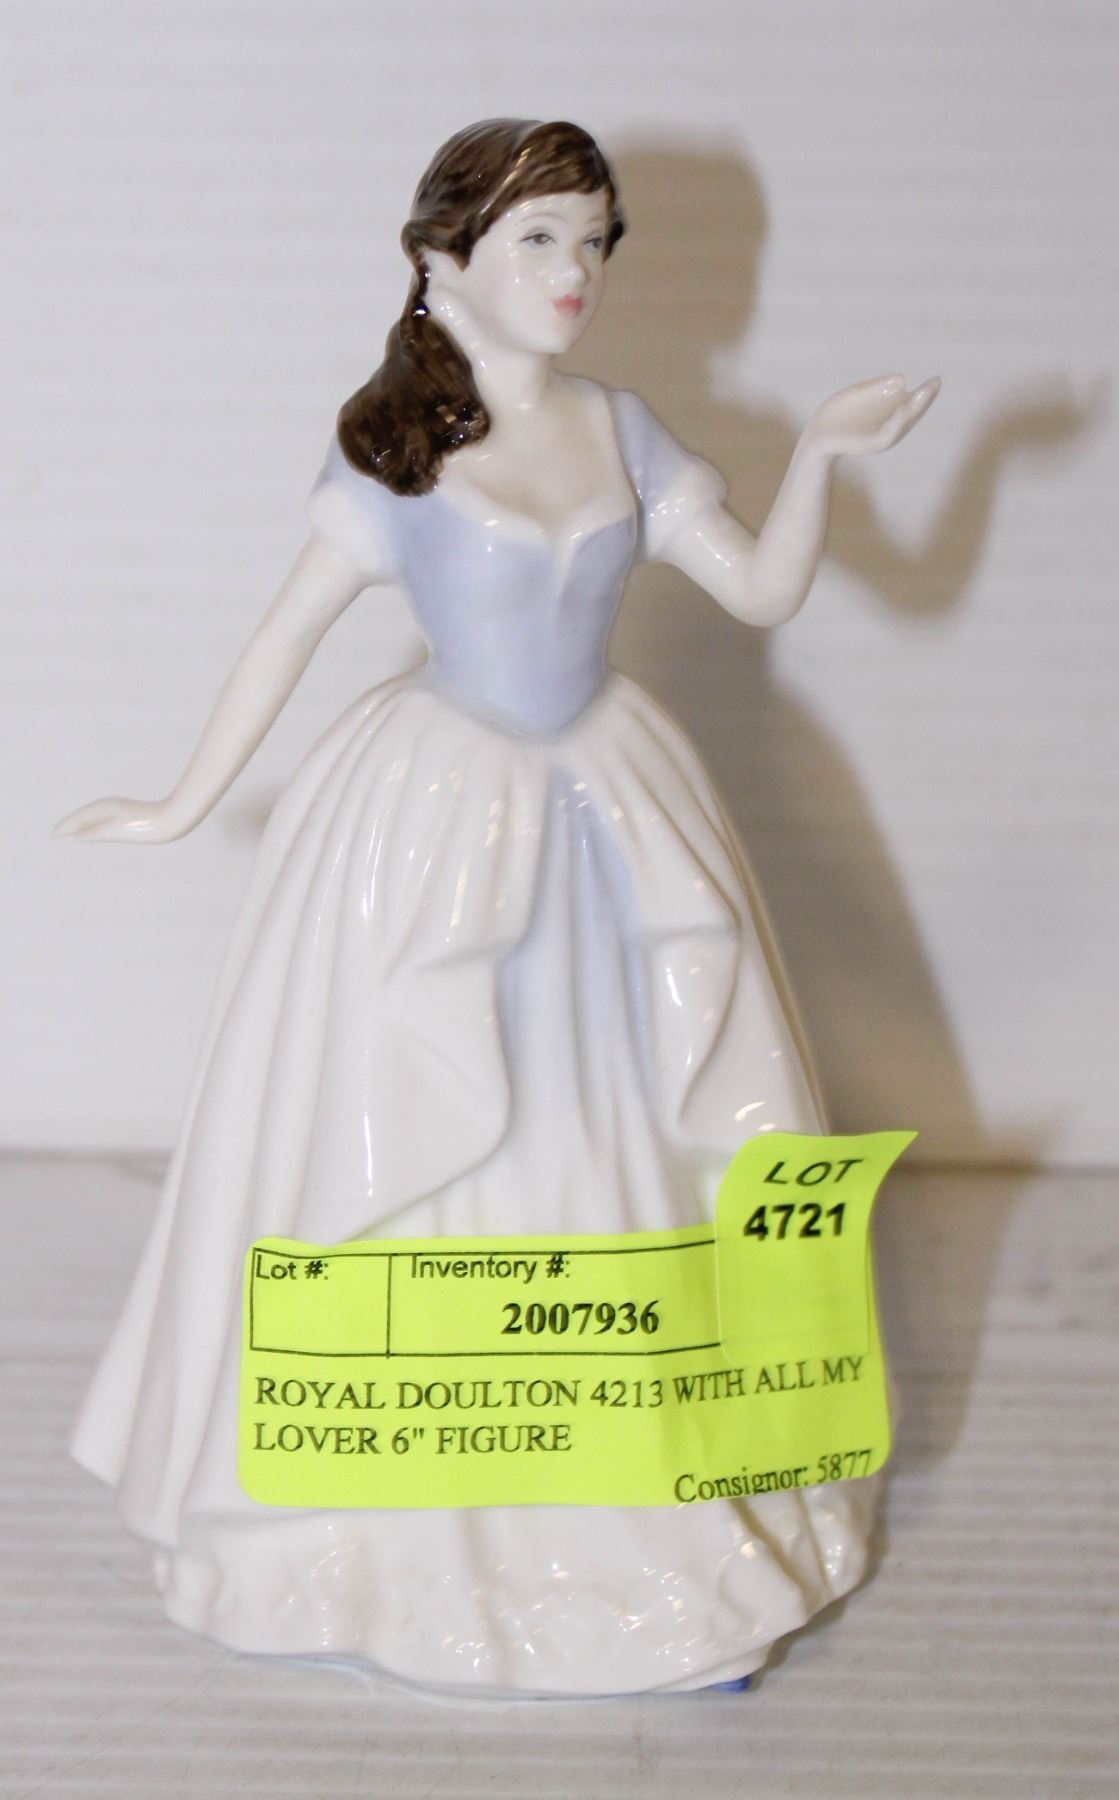 LOT
4721
Lot #:
Inventory #:
2007936
ROYAL DOULTON 4213 WITH ALL MY
LOVER 6" FIGURE
Consignor: 5877